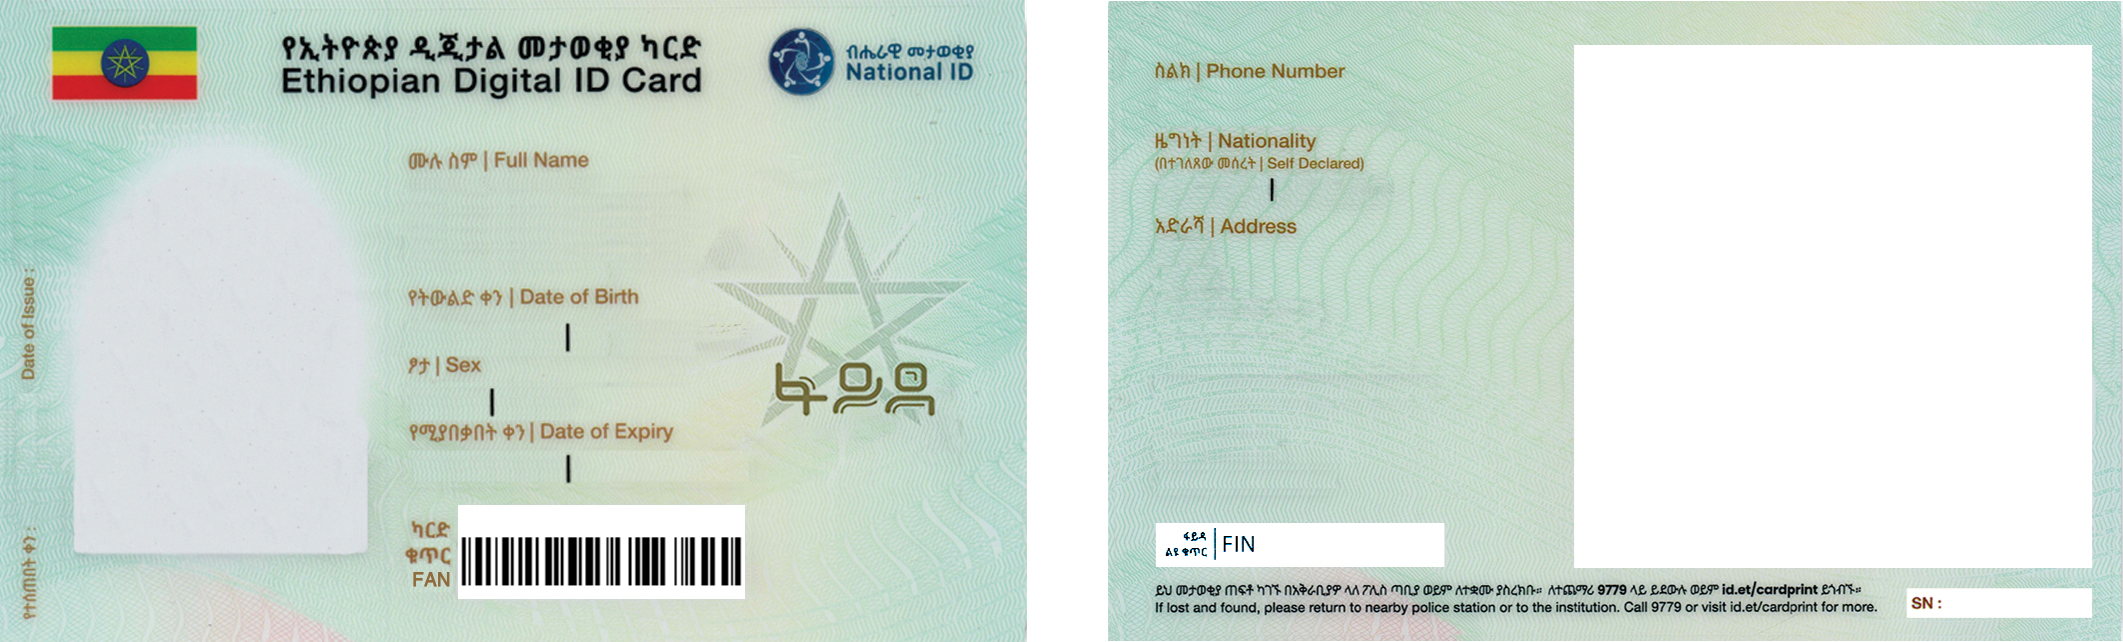 የኢትዮጵያ ዲጂታል መታወቂያ ካርድ
Ethiopian Digital ID Card
ብሔራዊ መታወቂያ
National ID
ሙሉ ስም | Full Name
የትውልድ ቀን | Date of Birth
|
ፆታ | Sex
|
የሚያበቃበት ቀን | Date of Expiry
|
ካርድ
ቁጥር
FAN
ፋይዳ
Date of Issue :
የተሰጠበት ቀን :
ስልክ | Phone Number
ዜግነት | Nationality
(በተገለጸው መሰረት | Self Declared)
|
አድራሻ | Address
ፋይዳ
ልዩ ቁጥር | FIN
ይህ መታወቂያ ጠፍቶ ካገኙ በአቅራቢያዎ ላለ ፖሊስ ጣቢያ ወይም ለተቋሙ ያስረክቡ። ለተጨማሪ 9779 ላይ ይደውሉ ወይም id.et/cardprint ይጎብኙ።
If lost and found, please return to nearby police station or to the institution. Call 9779 or visit id.et/cardprint for more.
SN :